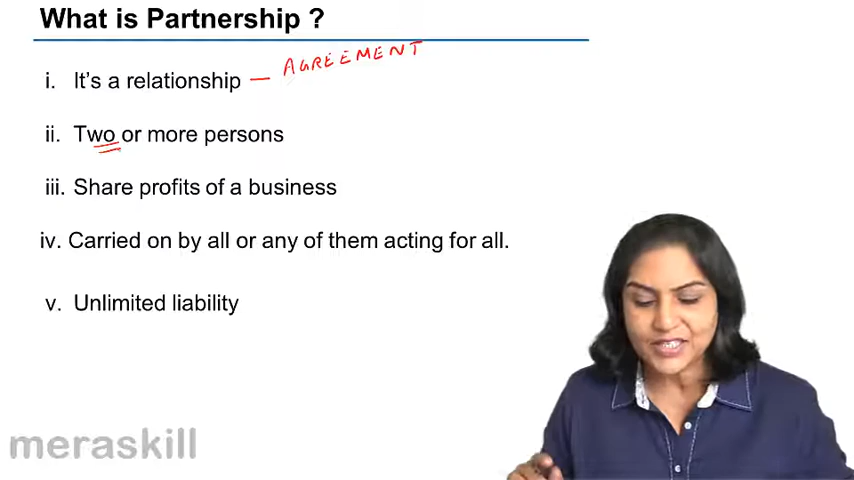 What is Partnership ?
i. It's a relationship — AGREEMENT
ii. Two or more persons
iii. Share profits of a business
iv. Carried on by all or any of them acting for all.
v. Unlimited liability
meraskill